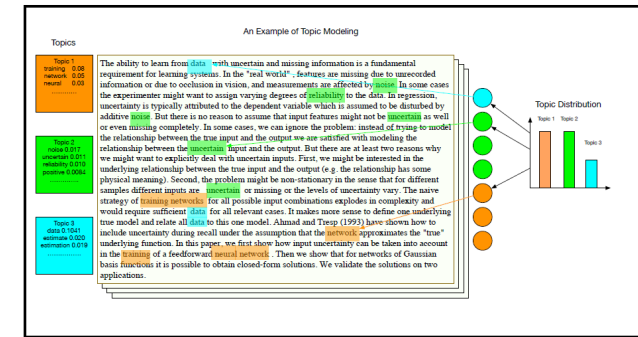 An Example of Topic Modeling
Topics
Topic 1
training 0.08
network 0.05
neural 0.03
..............
Topic 2
noise 0.017
uncertain 0.011
reliability 0.010
positive 0.0094
..............
Topic 3
data 0.1041
estimate 0.020
estimation 0.019
................
The ability to learn from data with uncertain and missing information is a fundamental
requirement for learning systems. In the "real world" , features are missing due to unrecorded
information or due to occlusion in vision, and measurements are affected by noise. In some cases
the experimenter might want to assign varying degrees of reliability to the data. In regression,
uncertainty is typically attributed to the dependent variable which is assumed to be disturbed by
additive noise. But there is no reason to assume that input features might not be uncertain as well
or even missing completely. In some cases, we can ignore the problem: instead of trying to model
the relationship between the true input and the output we are satisfied with modeling the
relationship between the uncertain input and the output. But there are at least two reasons why
we might want to explicitly deal with uncertain inputs. First, we might be interested in the
underlying relationship between the true input and the output (e.g. the relationship has some
physical meaning). Second, the problem might be non-stationary in the sense that for different
samples different inputs are uncertain or missing or the levels of uncertainty vary. The naive
strategy of training networks for all possible input combinations explodes in complexity and
would require sufficient data for all relevant cases. It makes more sense to define one underlying
true model and relate all data to this one model. Ahmad and Tresp (1993) have shown how to
include uncertainty during recall under the assumption that the network approximates the "true"
underlying function. In this paper, we first show how input uncertainty can be taken into account
in the training of a feedforward neural network . Then we show that for networks of Gaussian
basis functions it is possible to obtain closed-form solutions. We validate the solutions on two
applications.
Topic Distribution
Topic 1 Topic 2
Topic 3